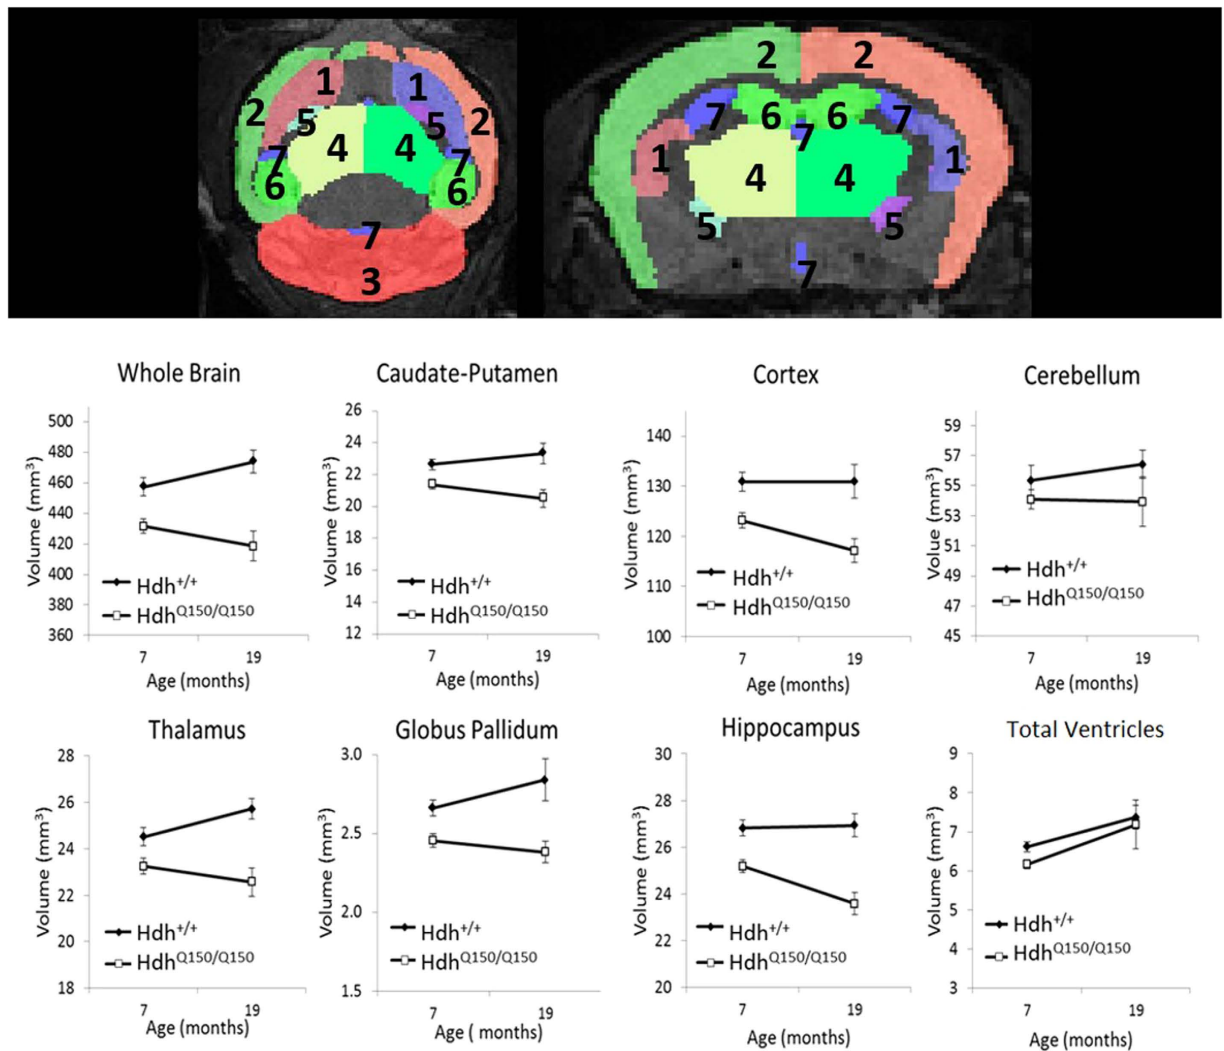 1 1 2 2
2 2 7 6 6 7
5 5 7
4 4 1 4 4 1
7 7
6 6 5 5
7 7
3
Whole Brain
500
480
460
440
420
400
380
360
Volume (mm³)
Hdh+/+
HdhQ150/Q150
7 19
Age (months)
Caudate-Putamen
26
24
22
20
18
16
14
12
Volume (mm³)
Hdh+/+
HdhQ150/Q150
7 19
Age (months)
Cortex
140
130
120
110
100
Volume (mm³)
Hdh+/+
HdhQ150/Q150
7 19
Age (months)
Cerebellum
59
57
55
53
51
49
47
45
Volue (mm³)
Hdh+/+
HdhQ150/Q150
7 19
Age (months)
Thalamus
28
26
24
22
20
18
Volume (mm³)
Hdh+/+
HdhQ150/Q150
7 19
Age (months)
Globus Pallidum
3.0
2.5
2.0
1.5
Volume (mm³)
Hdh+/+
HdhQ150/Q150
7 19
Age ( months)
Hippocampus
30
28
26
24
22
20
Volume (mm³)
Hdh+/+
HdhQ150/Q150
7 19
Age (months)
Total Ventricles
9
8
7
6
5
4
3
Volume (mm³)
Hdh+/+
HdhQ150/Q150
7 19
Age (months)